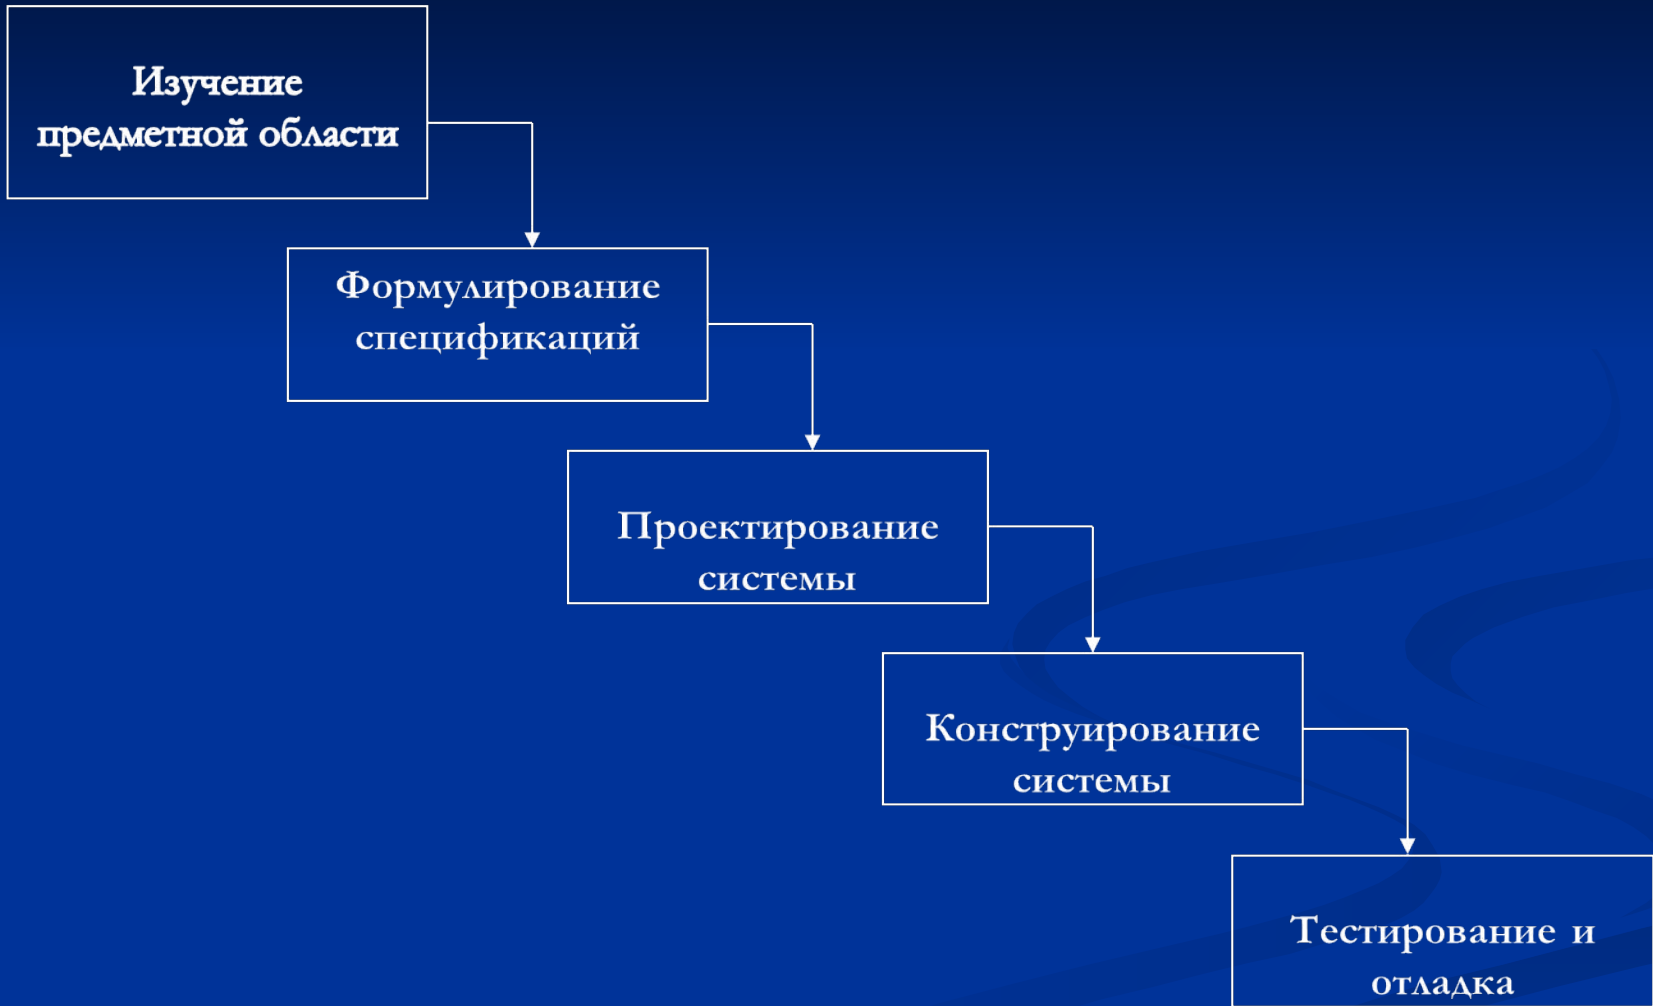 Изучение
предметной области
Формулирование
спецификаций
Проектирование
системы
Конструирование
системы
Тестирование и
отладка